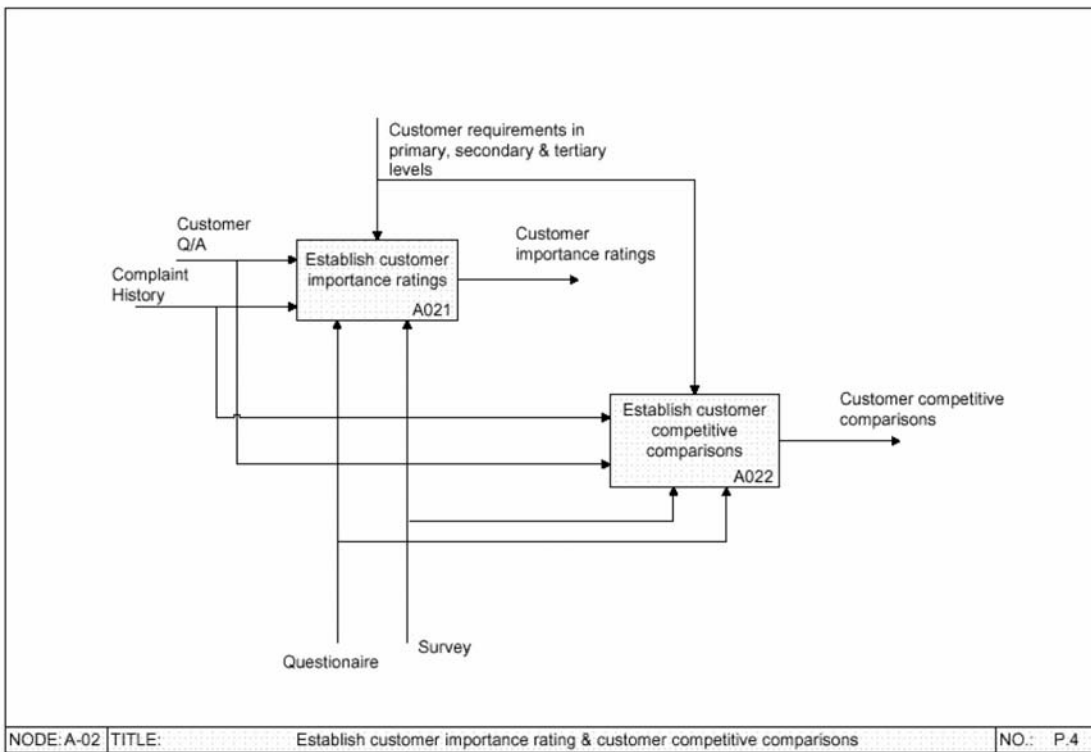 Customer requirements in
primary, secondary & tertiary
levels
Customer
Q/A
Complaint
History
Establish customer
importance ratings
A021
Customer
importance ratings
Establish customer
competitive
comparisons
A022
Customer competitive
comparisons
Questionaire
Survey
NODE: A-02 TITLE: Establish customer importance rating & customer competitive comparisons NO.: P.4